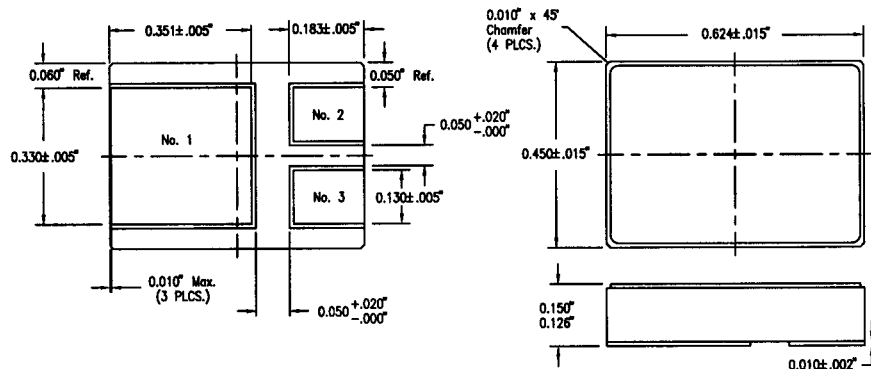 0.351±.005"
0.183±.005"
0.060" Ref.
0.050" Ref.
No. 1
No. 2
No. 3
0.050 +.020" -.000"
0.330±.005"
0.130±.005"
0.010" Max.
(3 PLCS.)
0.050 +.020" -.000"
0.010" x 45°
Chamfer
(4 PLCS.)
0.624±.015"
0.450±.015"
0.150"
0.126"
0.010±.002"